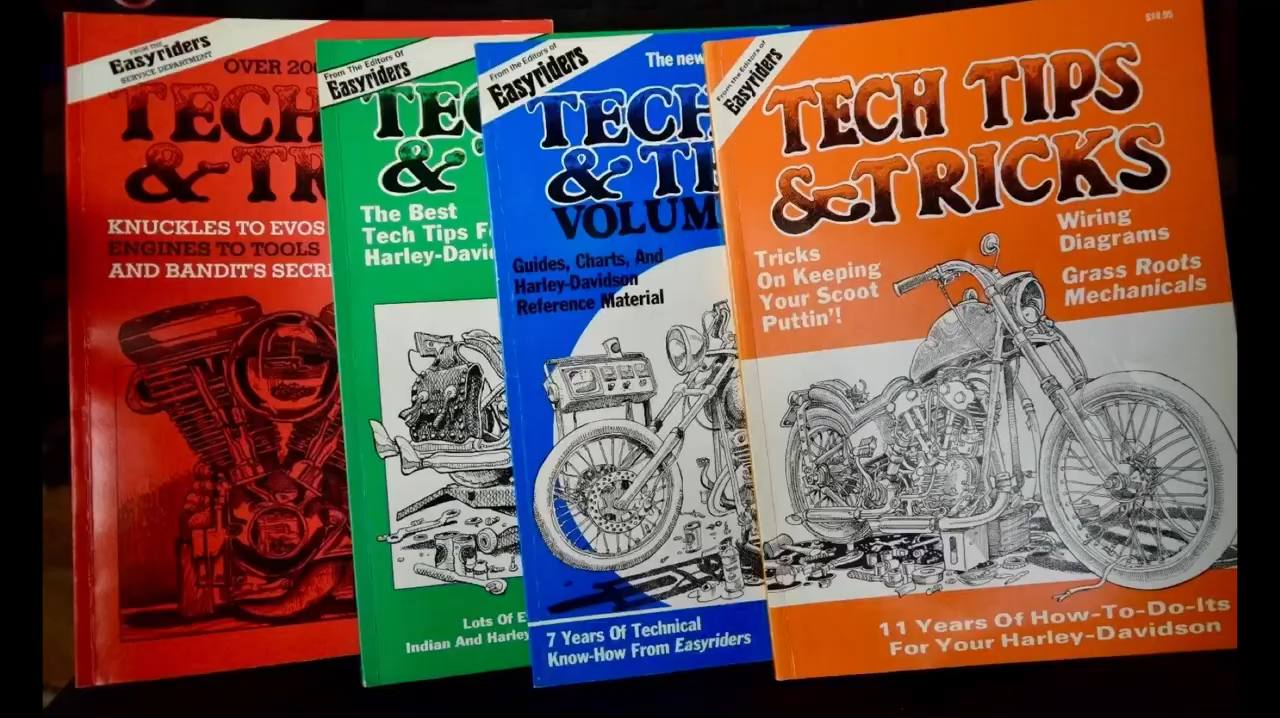 FROM THE
Easyriders
SERVICE DEPARTMENT
OVER 200
TECH
& TR
KNUCKLES TO EVOS
ENGINES TO TOOLS
AND BANDIT'S SECR
From The Editors Of
Easyriders
TEC
&
The Best
Tech Tips F
Harley-Davi
Lots Of E
Indian And Harley
From the Editors of
Easyriders
The new
TECH
& TR
VOLUM
Guides, Charts, And
Harley-Davidson
Reference Material
7 Years Of Technical
Know-How From Easyriders
From the Editors of
Easyriders
$14.95
TECH TIPS
& TRICKS
Tricks
On Keeping
Your Scoot
Puttin'!
Wiring
Diagrams
Grass Roots
Mechanicals
11 Years Of How-To-Do-Its
For Your Harley-Davidson